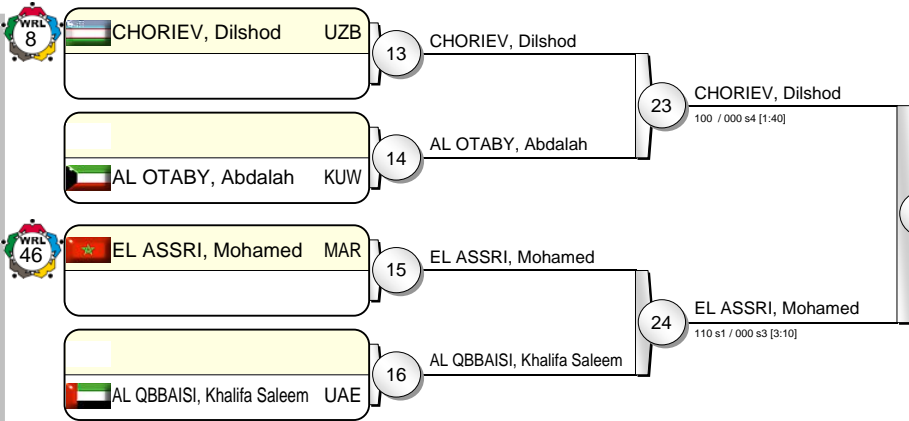 WRL
8
CHORIEV, Dilshod UZB
13
CHORIEV, Dilshod
23
CHORIEV, Dilshod
100 / 000 s4 [1:40]
14
AL OTABY, Abdalah
AL OTABY, Abdalah KUW
WRL
46
EL ASSRI, Mohamed MAR
15
EL ASSRI, Mohamed
24
EL ASSRI, Mohamed
110 s1 / 000 s3 [3:10]
16
AL QBBAISI, Khalifa Saleem
AL QBBAISI, Khalifa Saleem UAE